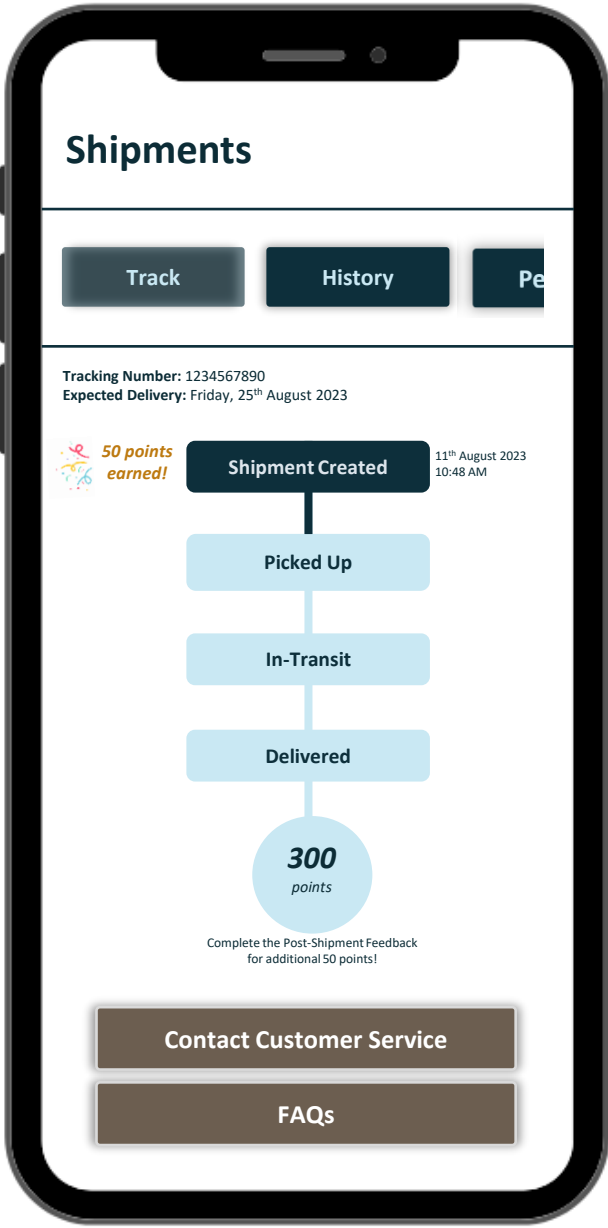 Shipments
Track
History
Pe
Tracking Number: 1234567890
Expected Delivery: Friday, 25th August 2023
50 points
earned!
Shipment Created
11th August 2023
10:48 AM
Picked Up
In-Transit
Delivered
300
points
Complete the Post-Shipment Feedback
for additional 50 points!
Contact Customer Service
FAQs